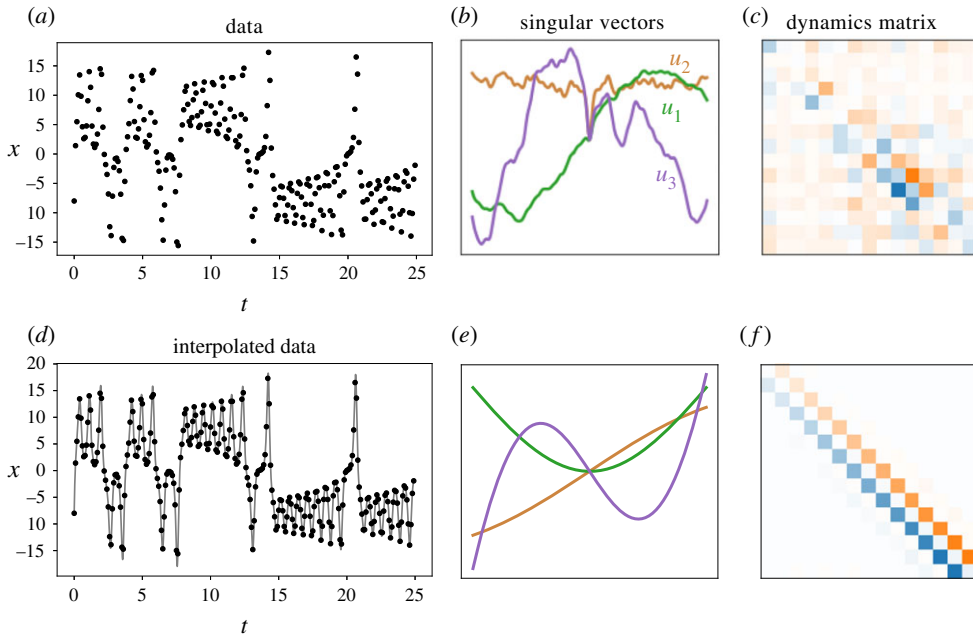 (a) data
(b) singular vectors
(c) dynamics matrix
15
10
5
0
−5
−10
−15
x
0 5 10 15 20 25
t
u2
u1
u3
(d) interpolated data
(e)
(f)
20
15
10
5
0
−5
−10
−15
x
0 5 10 15 20 25
t